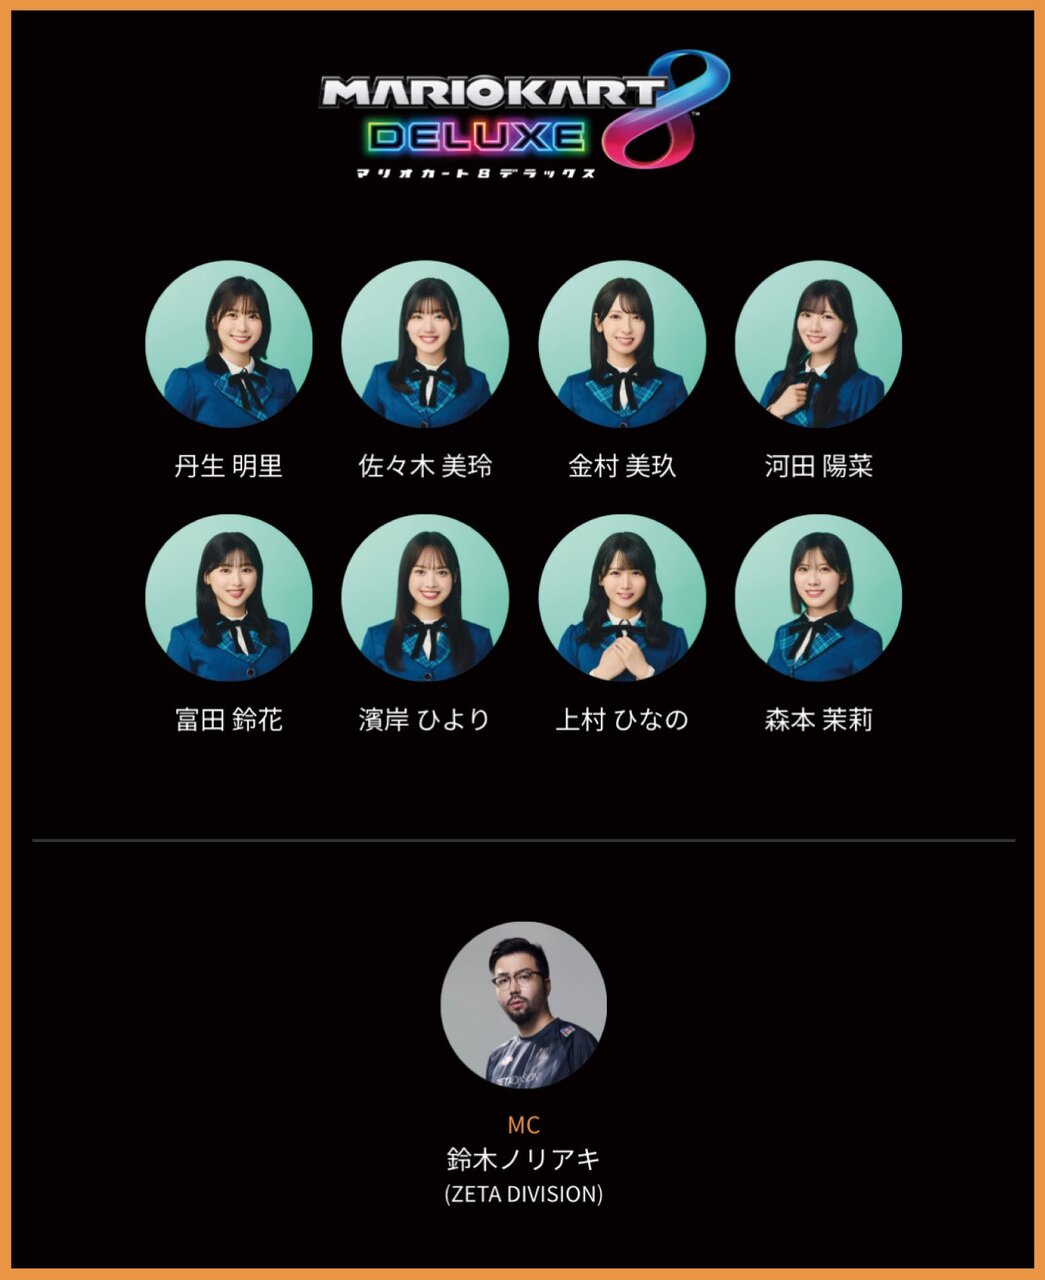 MARIOKART 8
DELUXE
マリオカート8デラックス
丹生 明里
佐々木 美玲
金村 美玖
河田 陽菜
富田 鈴花
濱岸 ひより
上村 ひなの
森本 茉莉
ZETA DIVISION
MC
鈴木ノリアキ
(ZETA DIVISION)